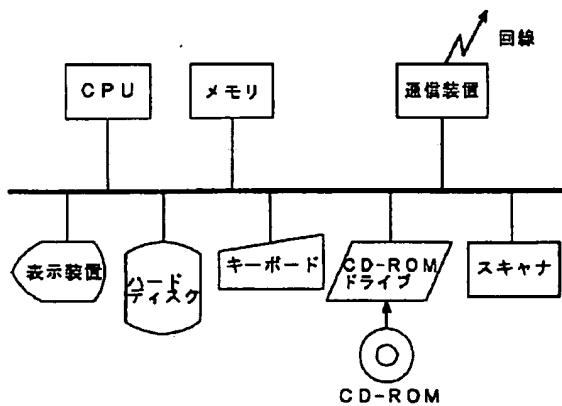 回線
CPU
メモリ
通信装置
表示装置
ハード
ディスク
キーボード
CD-ROM
ドライブ
スキャナ
CD-ROM